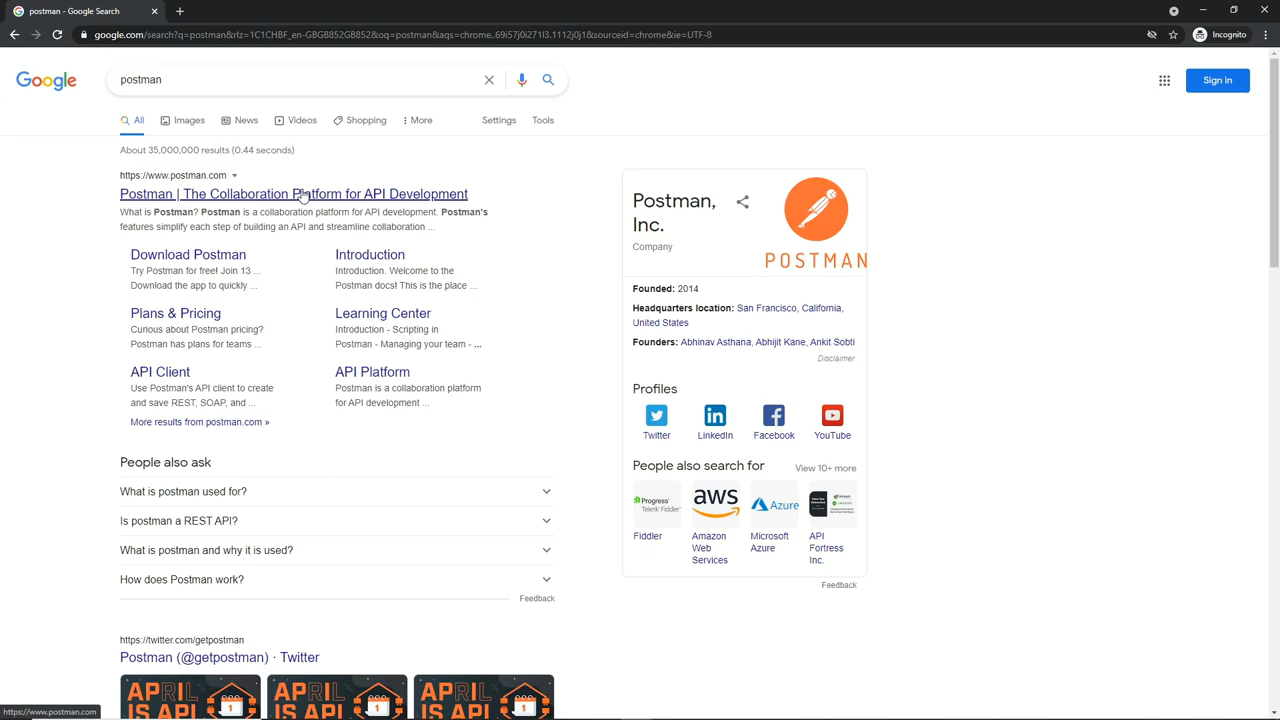 postman - Google Search
google.com/search?q=postman&rlz=1C1CHBF_en-GBGB852GB852&oq=postman&aqs=chrome..69i57j0i271l3.1112j0j1&sourceid=chrome&ie=UTF-8
Incognito
Google
postman
Sign in
All
Images
News
Videos
Shopping
More
Settings
Tools
About 35,000,000 results (0.44 seconds)
https://www.postman.com
Postman | The Collaboration Platform for API Development
What is Postman? Postman is a collaboration platform for API development. Postman's
features simplify each step of building an API and streamline collaboration ...
Download Postman
Try Postman for free! Join 13 ...
Download the app to quickly ...
Introduction
Introduction. Welcome to the
Postman docs! This is the place ...
Plans & Pricing
Curious about Postman pricing?
Postman has plans for teams ...
Learning Center
Introduction - Scripting in
Postman - Managing your team - ...
API Client
Use Postman's API client to create
and save REST, SOAP, and ...
API Platform
Postman is a collaboration platform
for API development ...
More results from postman.com »
People also ask
What is postman used for?
Is postman a REST API?
What is postman and why it is used?
How does Postman work?
Feedback
https://twitter.com/getpostman
Postman (@getpostman) · Twitter
APRIL
IS API
1
APRIL
IS API
1
APRIL
IS API
1
https://www.postman.com
Postman,
Inc.
Company
POSTMAN
Founded: 2014
Headquarters location: San Francisco, California,
United States
Founders: Abhinav Asthana, Abhijit Kane, Ankit Sobti
Disclaimer
Profiles
Twitter
LinkedIn
Facebook
YouTube
People also search for
View 10+ more
Progress
Telerik Fiddler
aws
Azure
Fiddler
Amazon
Web
Services
Microsoft
Azure
API
Fortress
Inc.
Feedback